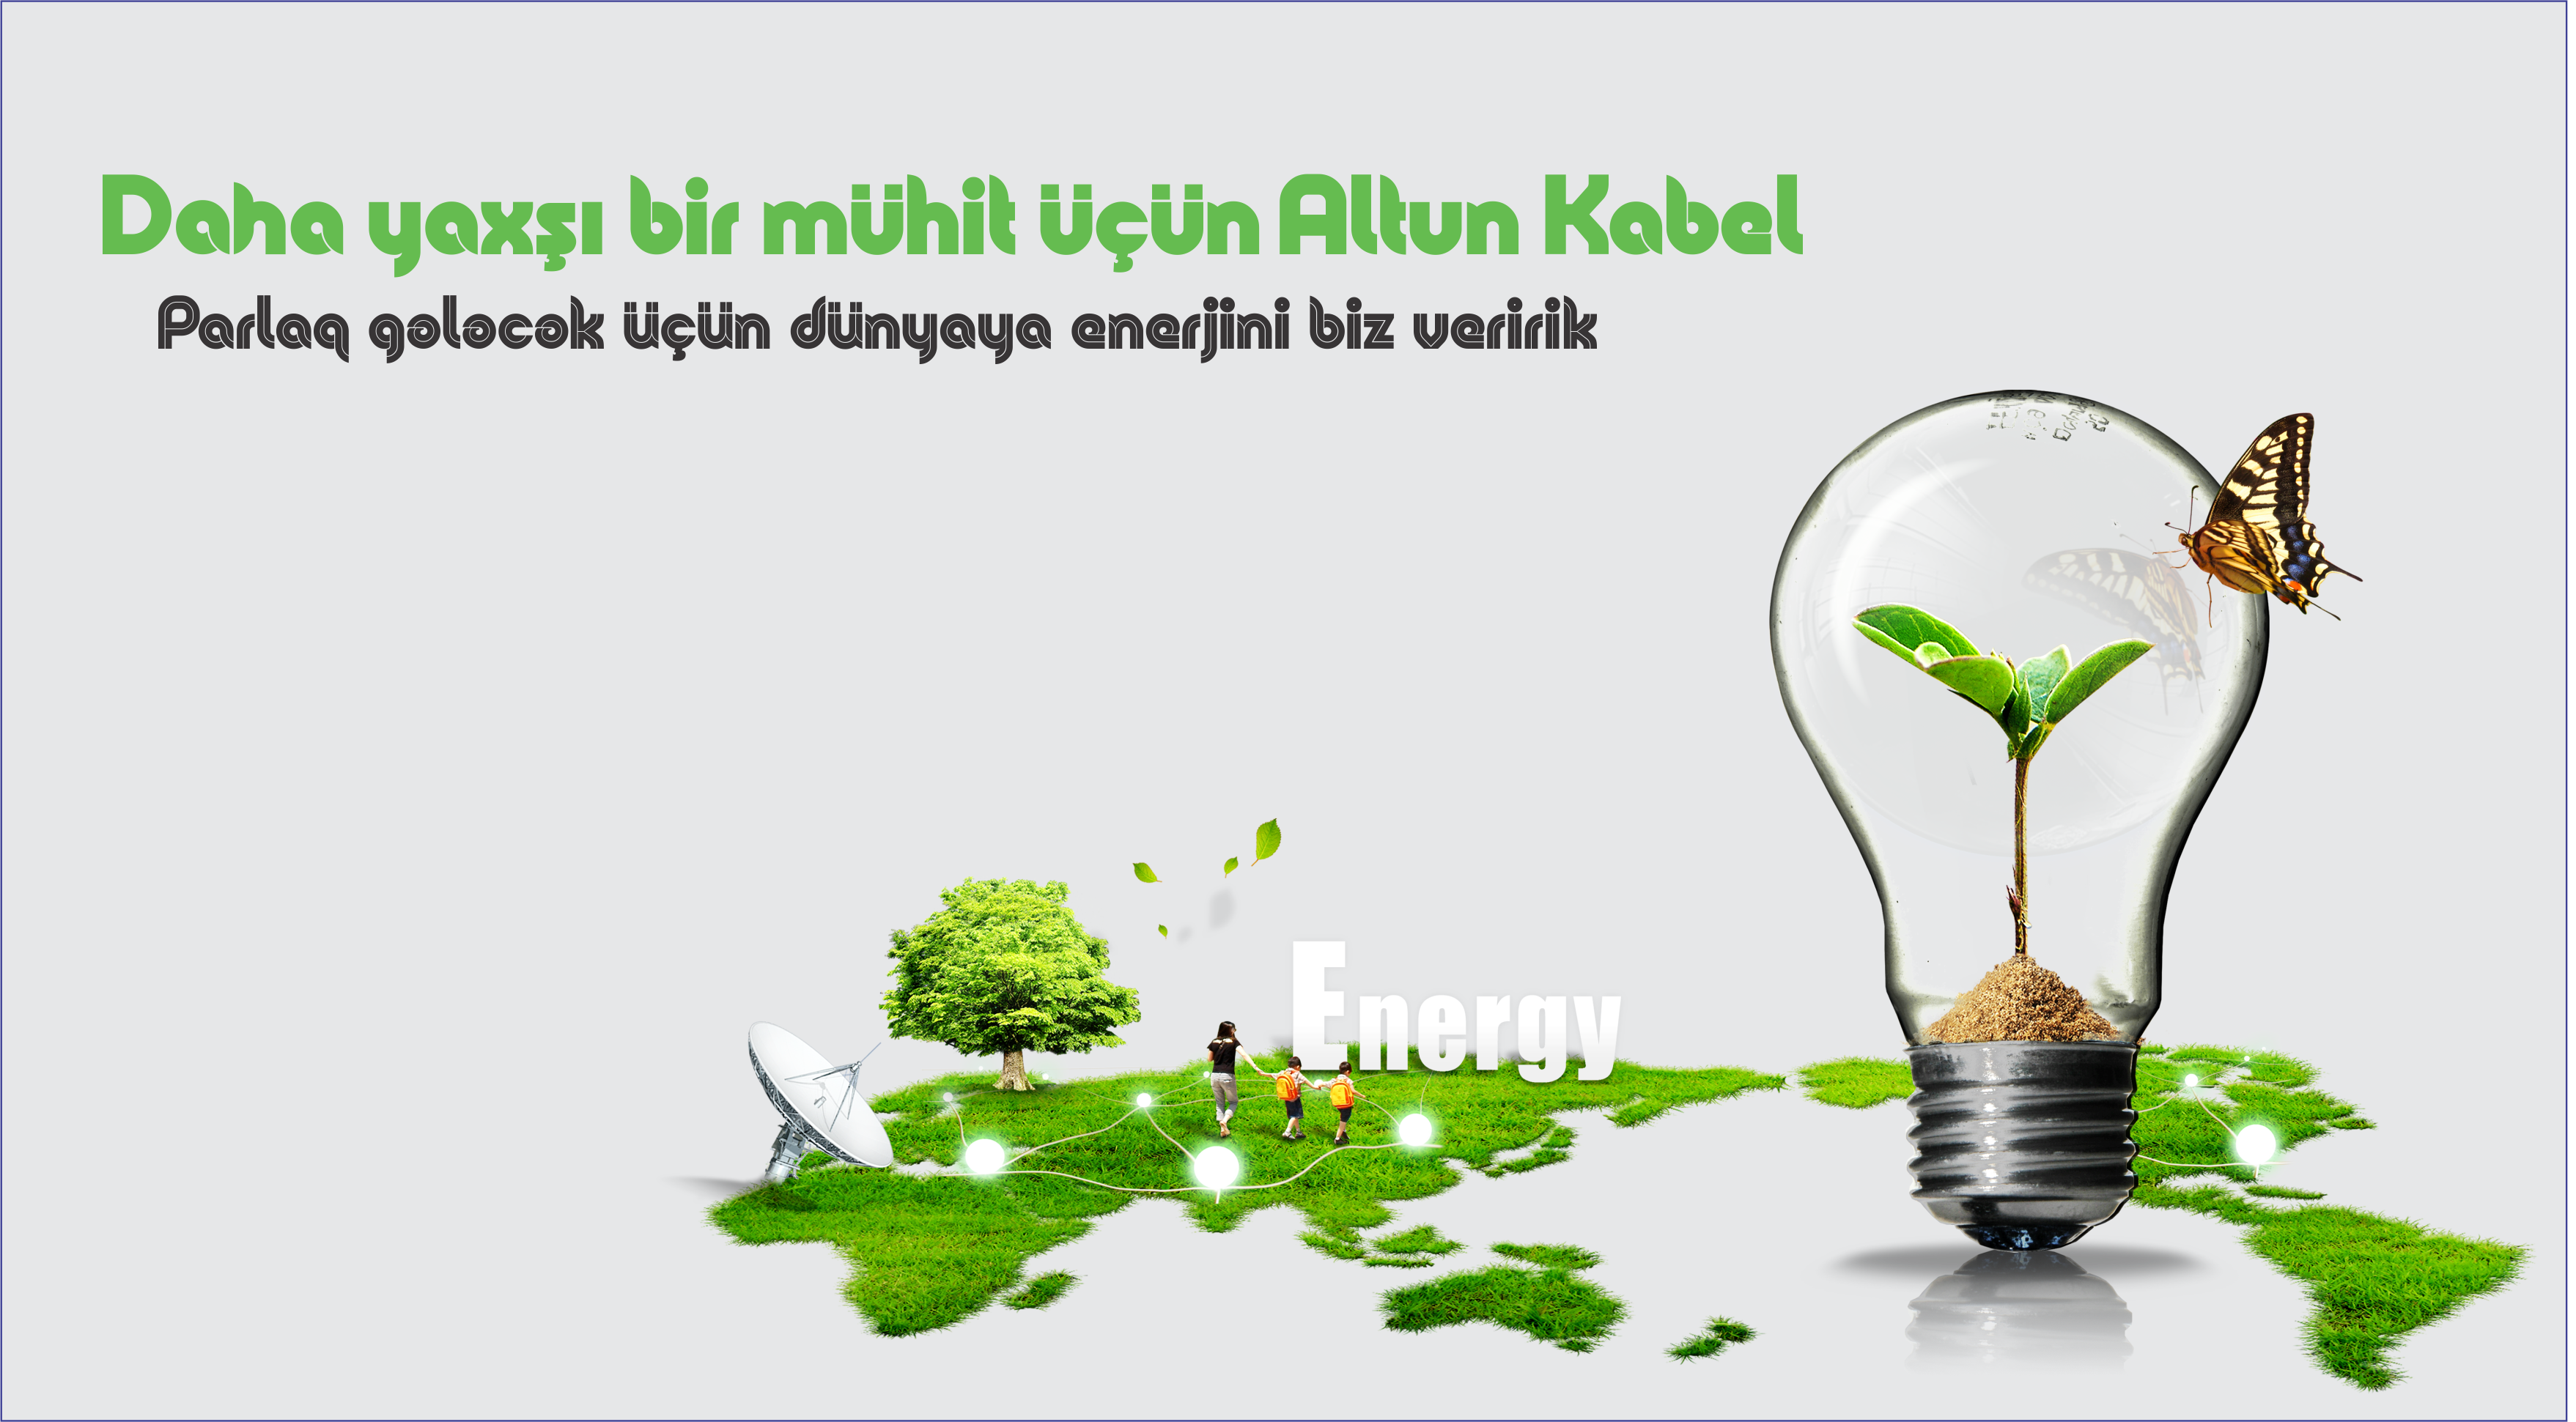 Daha yaxşı bir mühit üçün Altun Kabel
Parlaq gələcək üçün dünyaya enerjini biz veririk
Energy